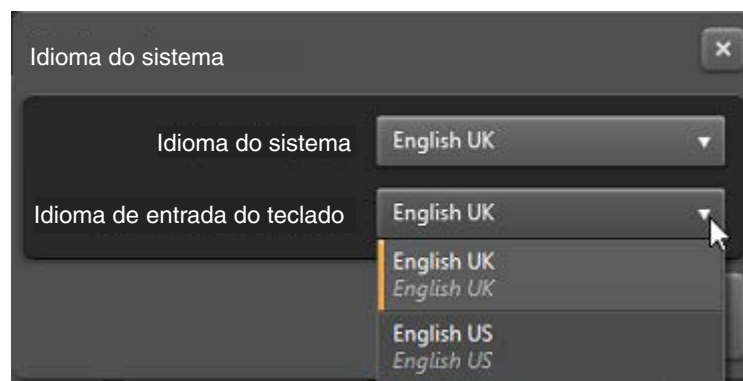 Idioma do sistema
Idioma do sistema English UK
Idioma de entrada do teclado English UK
English UK
English UK
English US
English US